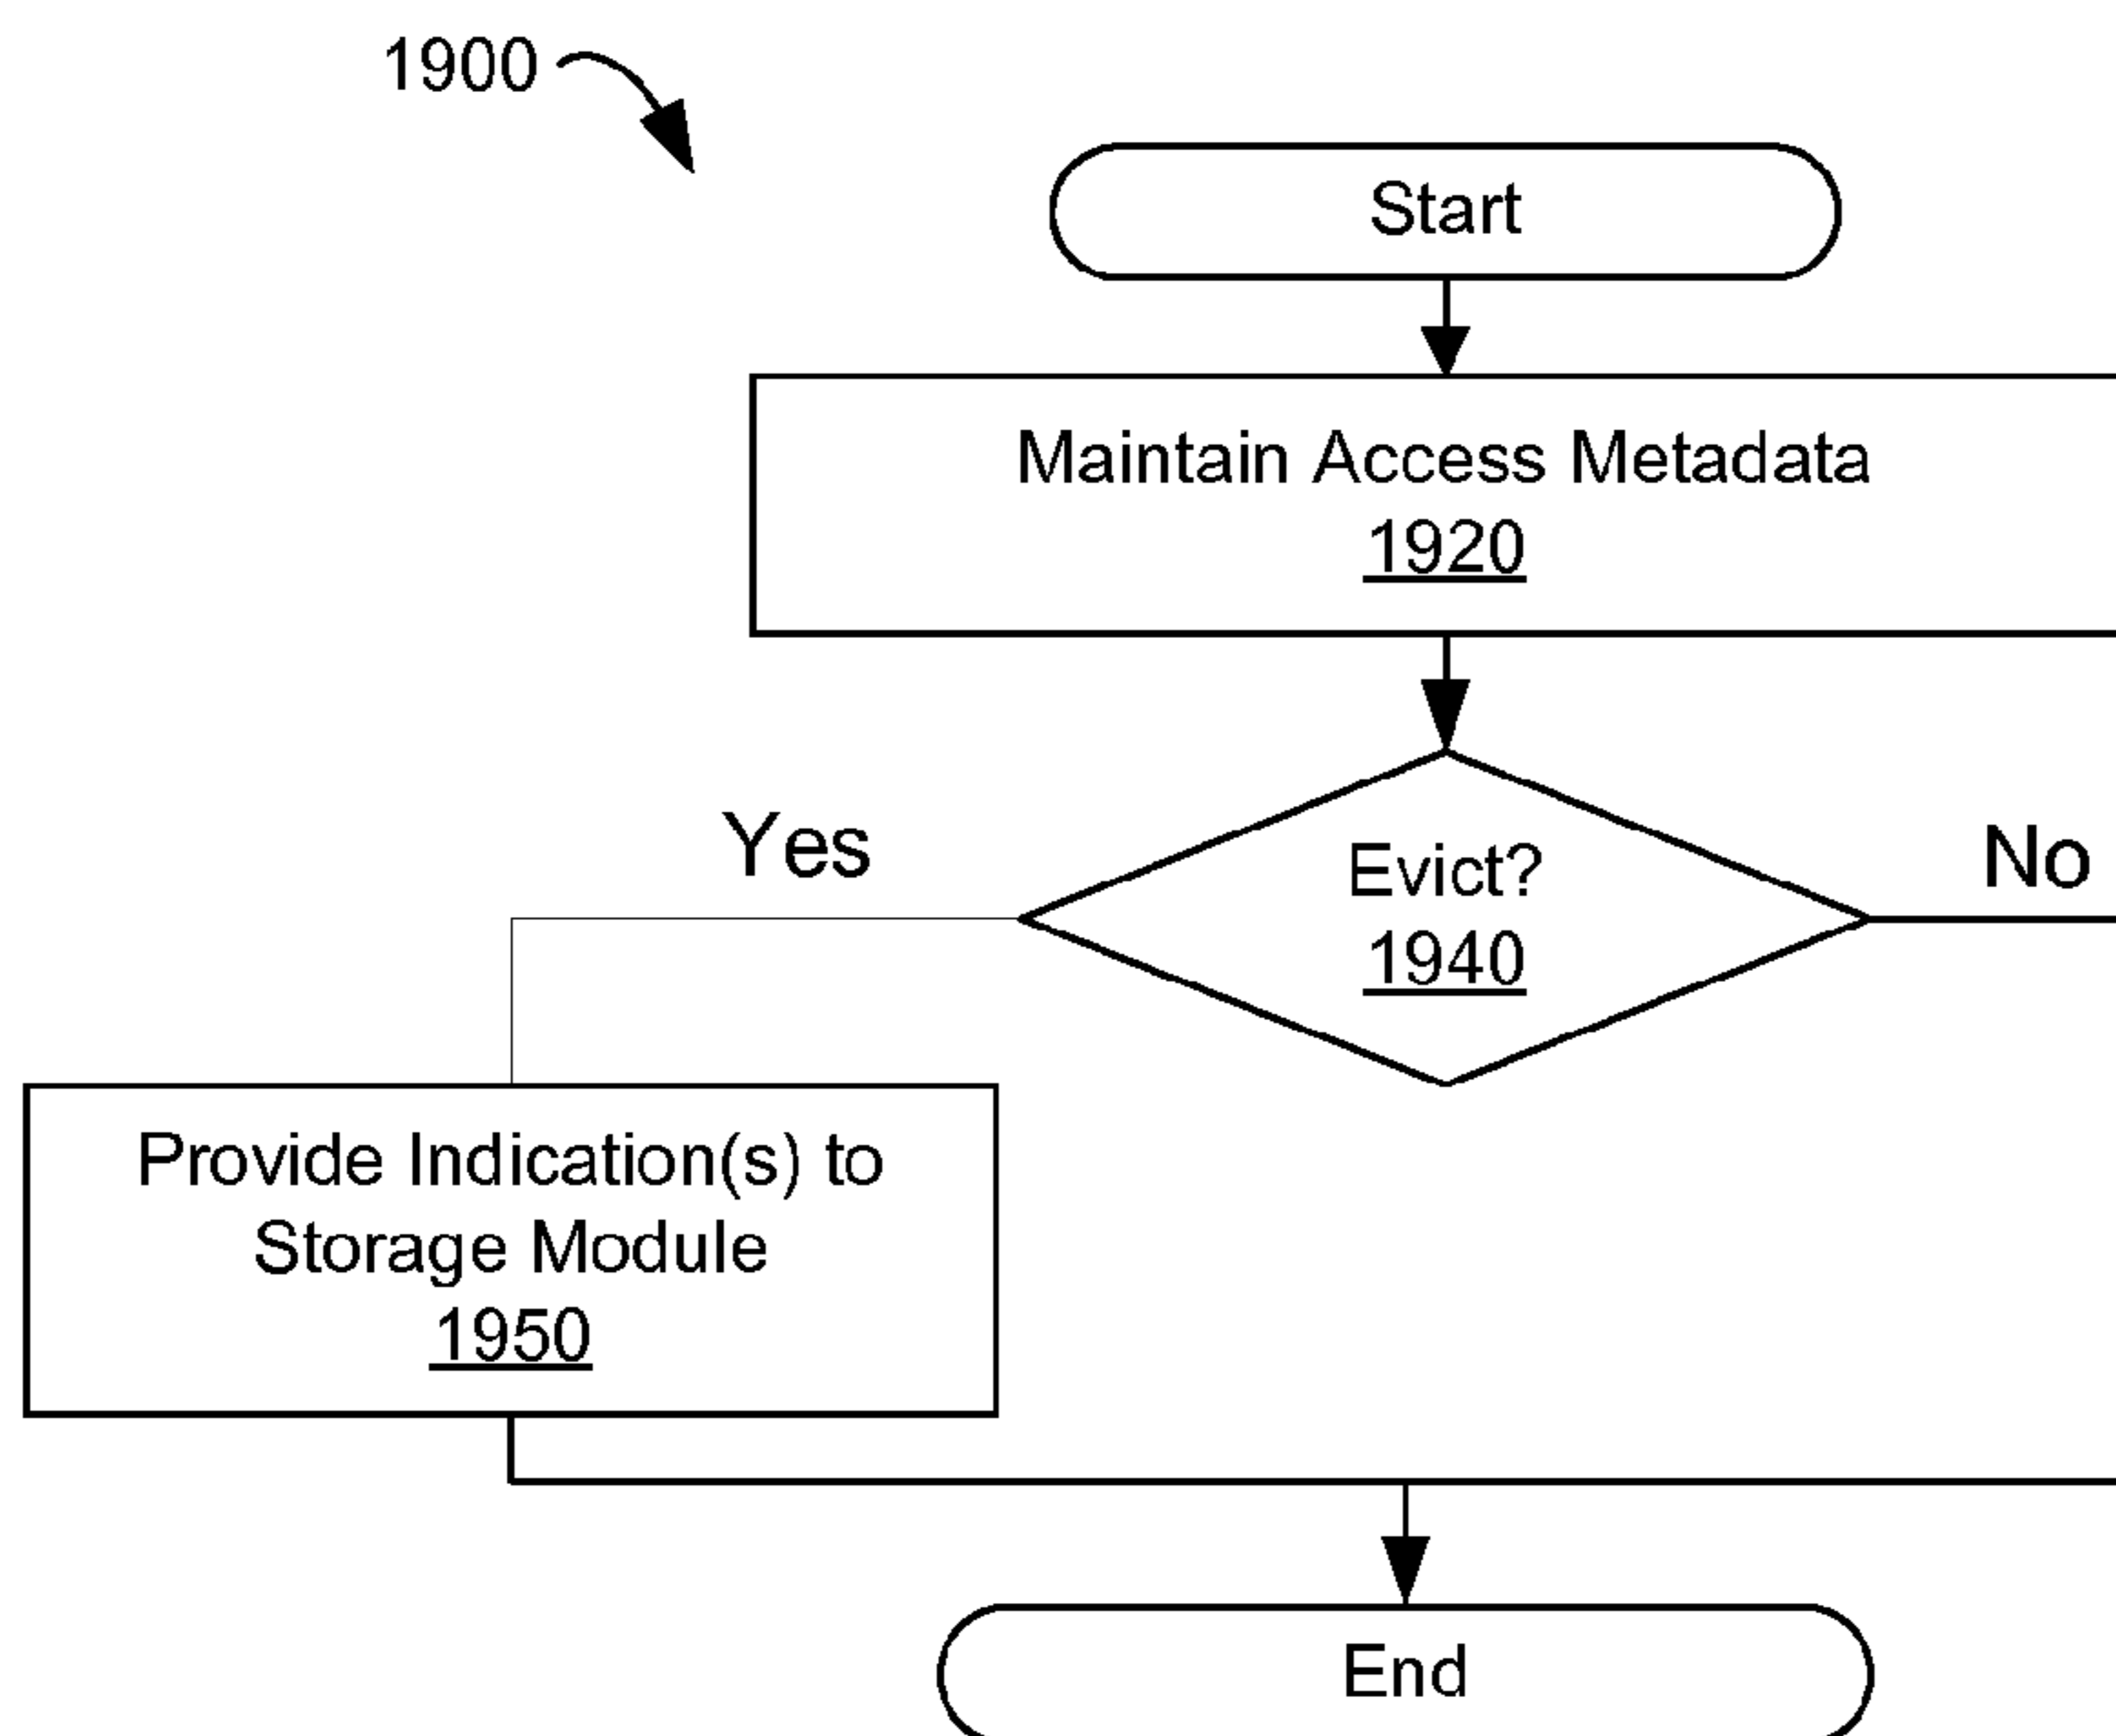 1900
Start
Maintain Access Metadata
1920
Yes
Evict?
1940
No
Provide Indication(s) to
Storage Module
1950
End